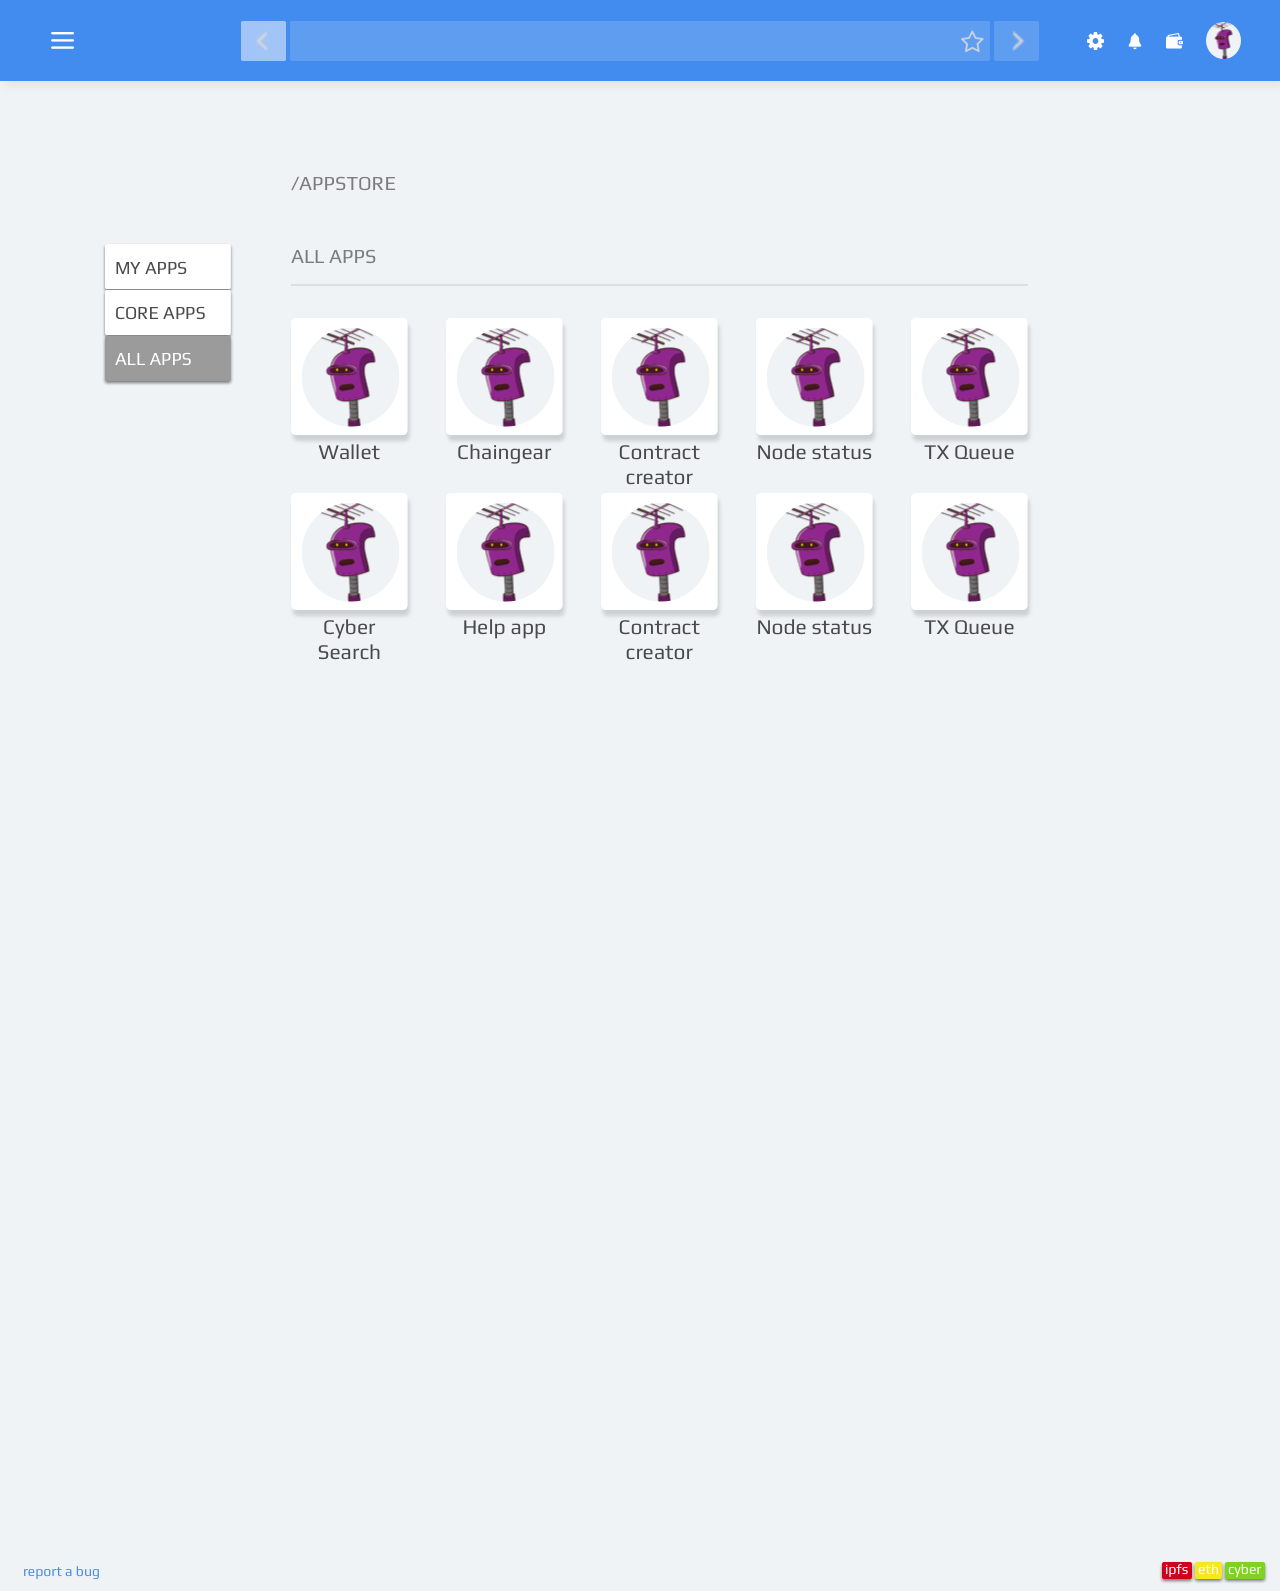 /APPSTORE
ALL APPS
MY APPS
CORE APPS
ALL APPS
Wallet
Chaingear
Contract
creator
Node status
TX Queue
Cyber
Search
Help app
Contract
creator
Node status
TX Queue
report a bug
ipfs eth cyber